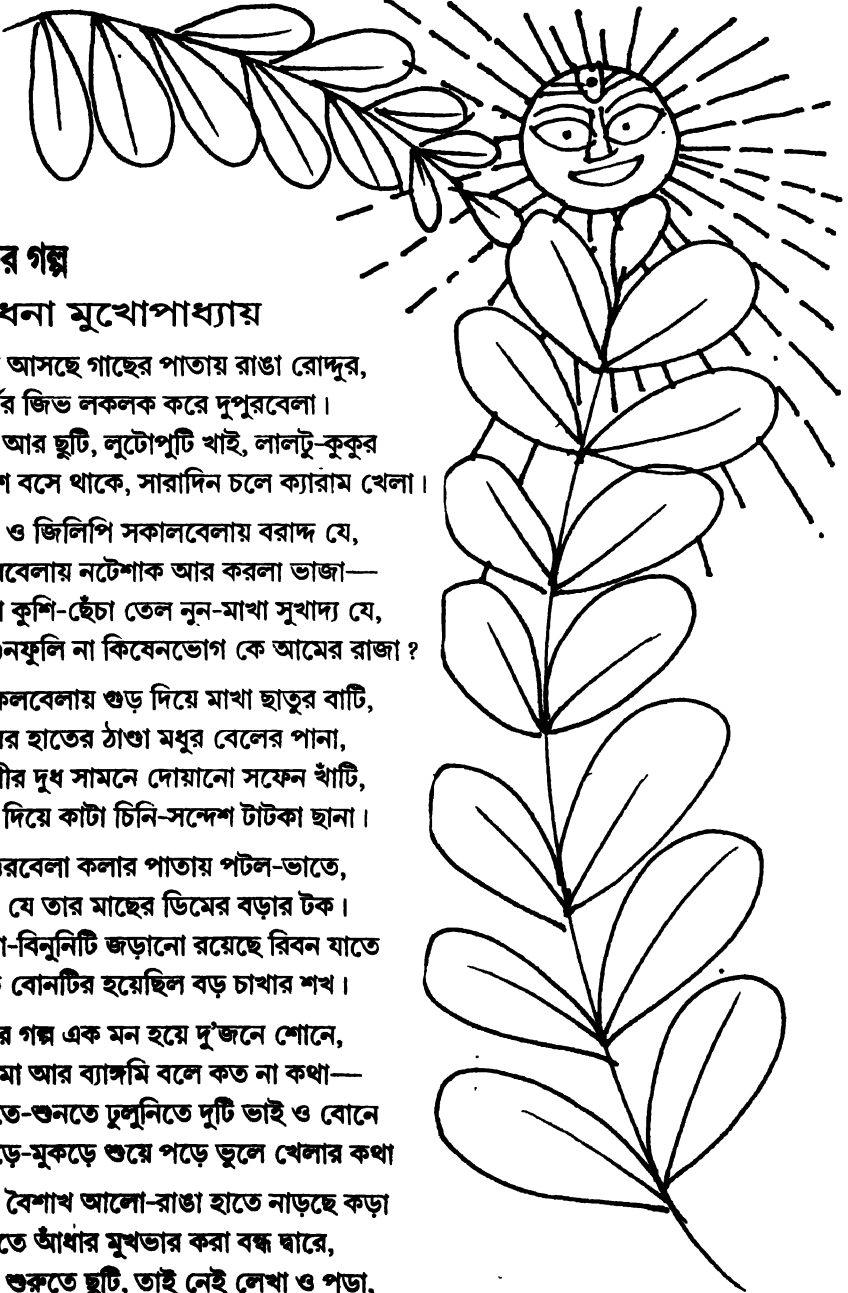 র গল্প
ধনা মুখোপাধ্যায়
আসছে গাছের পাতায় রাঙা রোদ্দুর,
র জিভ লকলক করে দুপুরবেলা।
আর ছুটি, লুটোপুটি খাই, লালটু-কুকুর
শ বসে থাকে, সারাদিন চলে ক্যারাম খেলা।
ও জিলিপি সকালবেলায় বরাদ্দ যে,
বেলায় নটেশাক আর করলা ভাজা—
কুশি-ছেঁচা তেল নুন-মাখা সুখাদ্য যে,
নফুলি না কিষেনভোগ কে আমের রাজা?
কলবেলায় গুড় দিয়ে মাখা ছাতুর বাটি,
র হাতের ঠাণ্ডা মধুর বেলের পানা,
ীর দুধ সামনে দোয়ানো সফেন খাঁটি,
দিয়ে কাটা চিনি-সন্দেশ টাটকা ছানা।
রবেলা কলার পাতায় পটল-ভাতে,
যে তার মাছের ডিমের বড়ার টক।
-বিনুনিটি জড়ানো রয়েছে রিবন যাতে
বোনটির হয়েছিল বড় চাখার শখ।
র গল্প এক মন হয়ে দু'জনে শোনে,
মা আর ব্যাঙ্গমি বলে কত না কথা—
তে-শুনতে ঢুলুনিতে দুটি ভাই ও বোনে
ড়ে-মুকড়ে শুয়ে পড়ে ভুলে খেলার কথা
বৈশাখ আলো-রাঙা হাতে নাড়ছে কড়া
তে আঁধার মুখভার করা বন্ধ দ্বারে,
শুরুতে ছুটি, তাই নেই লেখা ও পড়া,